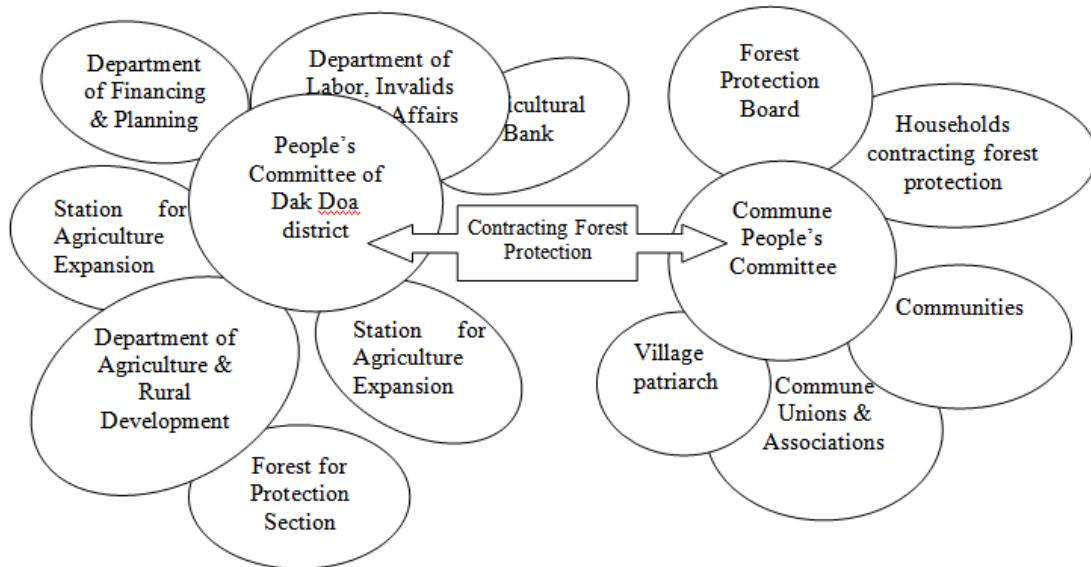 Department
of Financing
& Planning
Department of
Labor, Invalids
Affairs
Bank
People's
Committee of
Dak Doa
district
Station for
Agriculture
Expansion
Department of
Agriculture &
Rural
Development
Station for
Agriculture
Expansion
Forest for
Protection
Section
Contracting Forest
Protection
Forest
Protection
Board
Households
contracting forest
protection
Commune
People's
Committee
Communities
Village
patriarch
Commune
Unions &
Associations